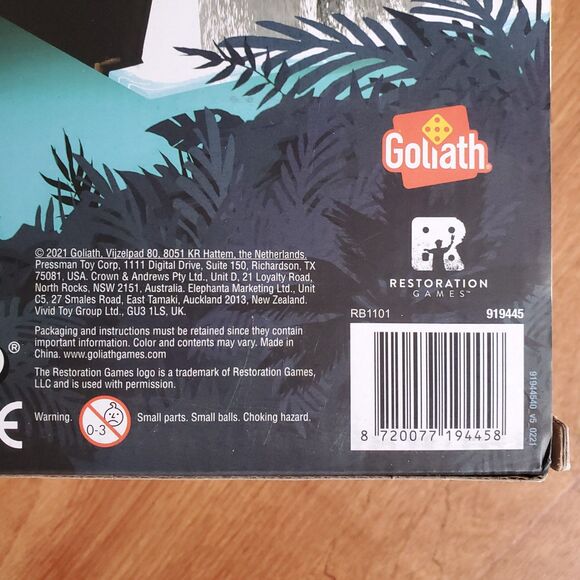 Goliath
RESTORATION
GAMES™
© 2021 Goliath, Vijzelpad 80, 8051 KR Hattem, the Netherlands.
Pressman Toy Corp, 1111 Digital Drive, Suite 150, Richardson, TX
75081, USA. Crown & Andrews Pty Ltd., Unit D, 21 Loyalty Road,
North Rocks, NSW 2151, Australia. Elephanta Marketing Ltd., Unit
C5, 27 Smales Road, East Tamaki, Auckland 2013, New Zealand.
Vivid Toy Group Ltd., GU3 1LS, UK.
Packaging and instructions must be retained since they contain
important information. Color and contents may vary. Made in
China. www.goliathgames.com
The Restoration Games logo is a trademark of Restoration Games,
LLC and is used with permission.
®
CE
Warning. 0-3 Small parts. Small balls. Choking hazard.
RB1101 919445
8 720077 194458
91944540 v5 0221